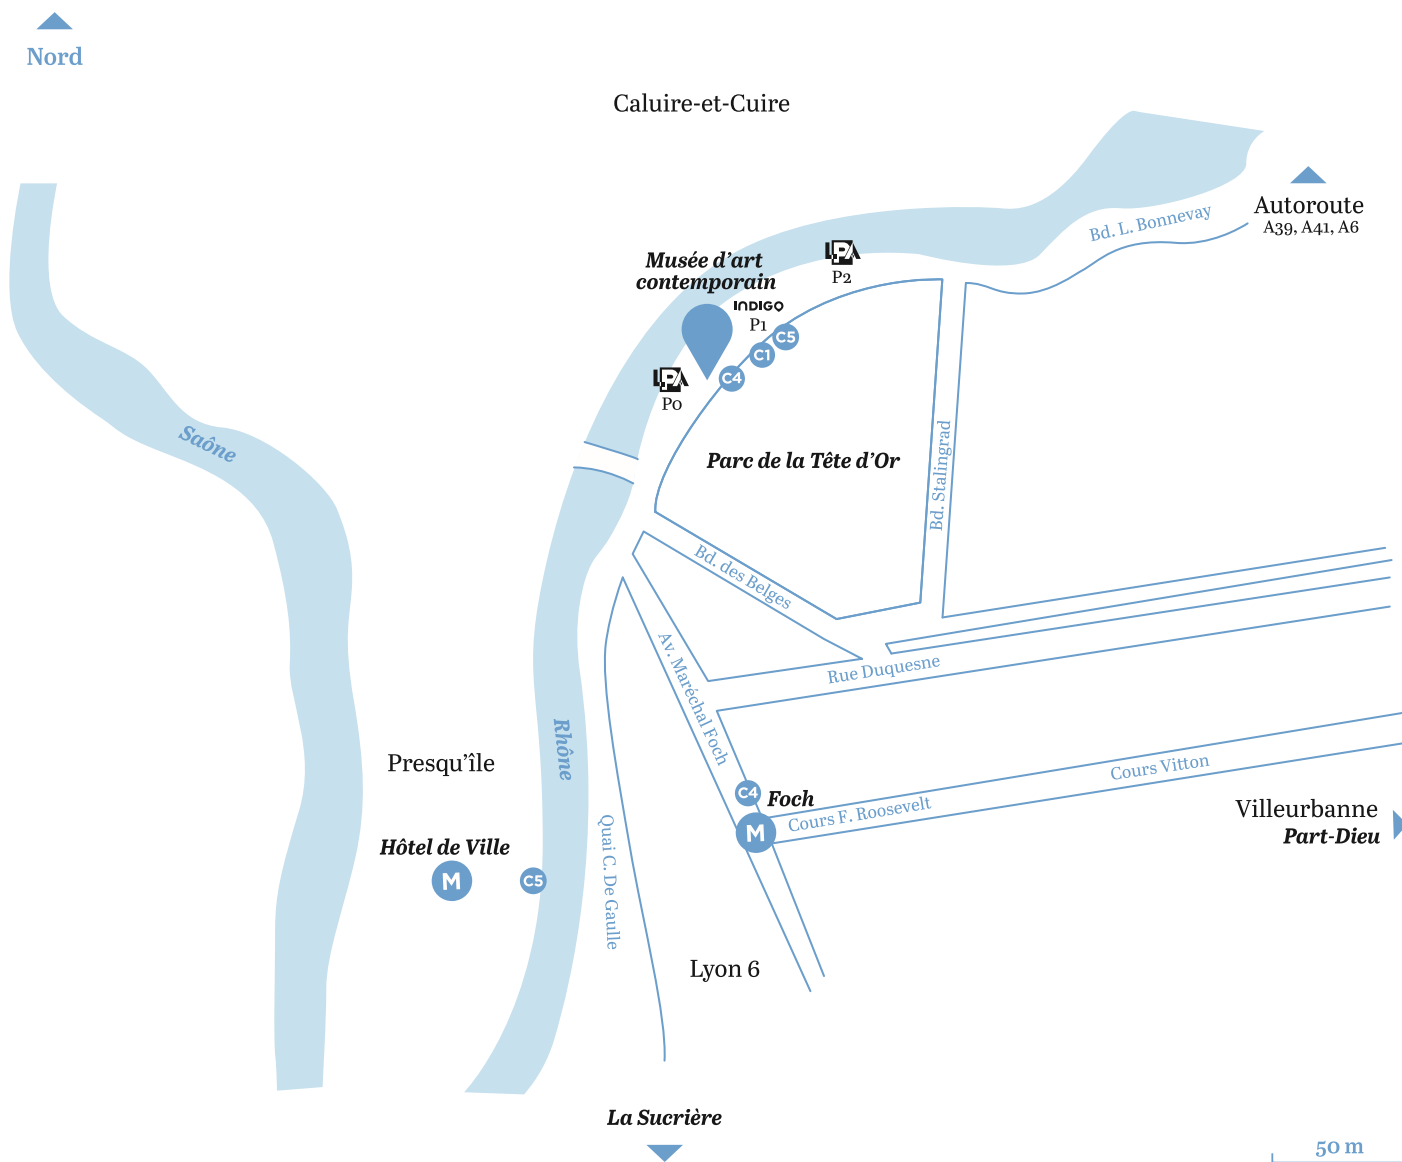 Nord
Caluire-et-Cuire
Autoroute
A39, A41, A6
Bd. L. Bonnevay
LPA
P2
Musée d'art
contemporain
INDIGO
P1
C5
C1
C4
LPA
P0
Saône
Parc de la Tête d'Or
Bd. Stalingrad
Bd. des Belges
Rue Duquesne
Av. Maréchal Foch
Rhône
Presqu'île
Cours Vitton
C4
Foch
Cours F. Roosevelt
M
Villeurbanne
Part-Dieu
Hôtel de Ville
M
C5
Quai C. De Gaulle
Lyon 6
La Sucrière
50 m